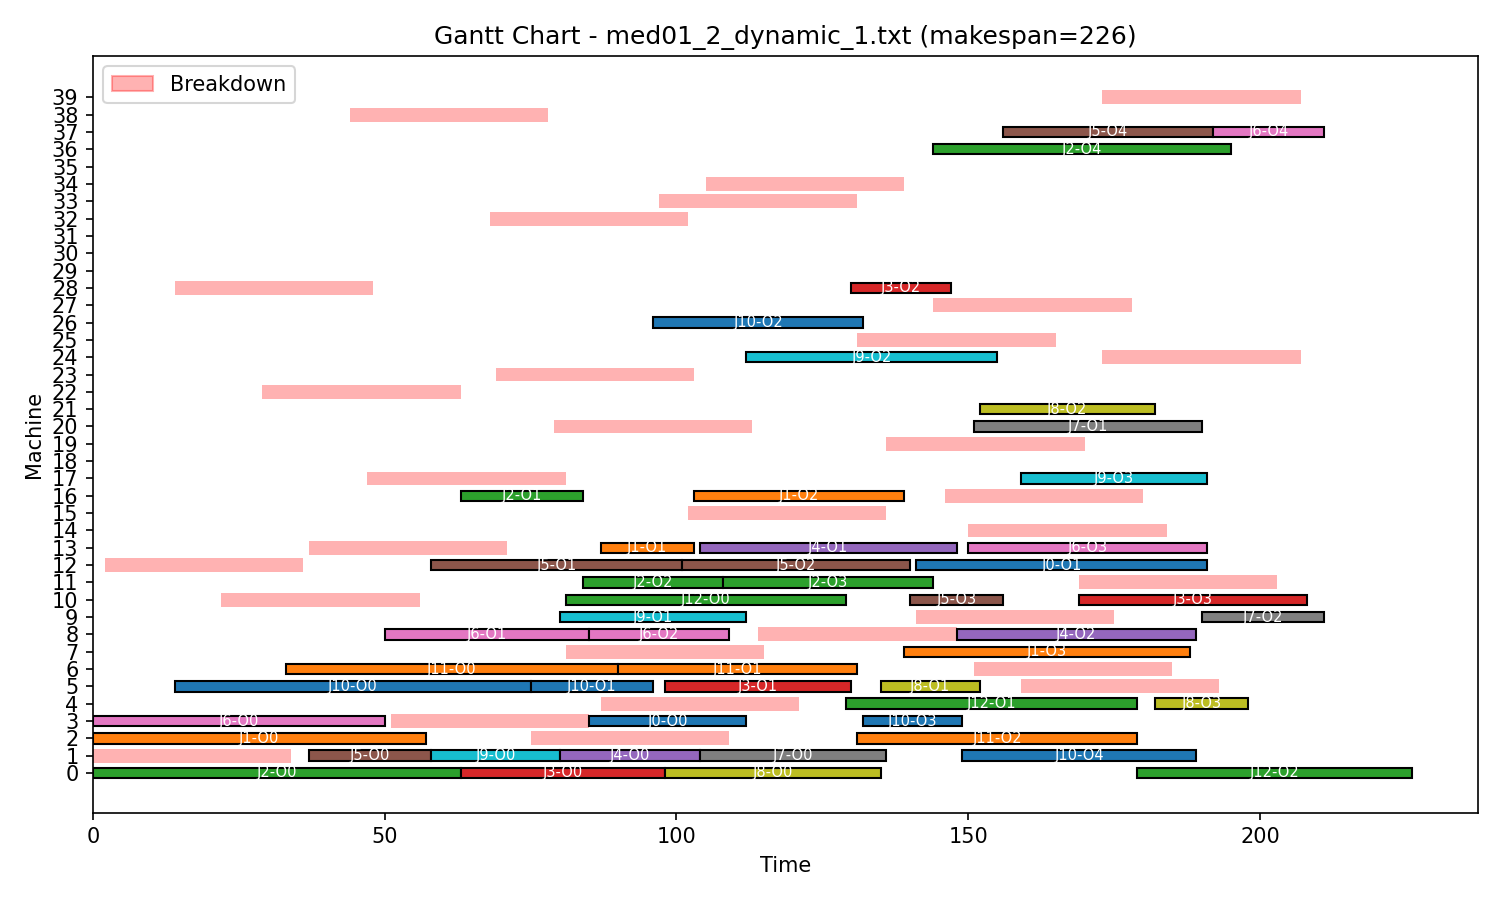 Gantt Chart - med01_2_dynamic_1.txt (makespan=226)
Breakdown
Machine
39
38
37 J5-O4 J6-O4
36 J2-O4
35
34
33
32
31
30
29
28 J3-O2
27
26 J10-O2
25
24 J9-O2
23
22
21 J8-O2
20 J7-O1
19
18
17 J9-O3
16 J2-O1 J1-O2
15
14
13 J1-O1 J4-O1 J6-O3
12 J5-O1 J5-O2 J0-O1
11 J2-O2 J2-O3
10 J12-O0 J5-O3 J3-O3
9 J9-O1 J7-O2
8 J6-O1 J6-O2 J4-O2
7 J1-O3
6 J11-O0 J11-O1
5 J10-O0 J10-O1 J3-O1 J8-O1
4 J12-O1 J8-O3
3 J6-O0 J0-O0 J10-O3
2 J1-O0 J11-O2
1 J5-O0 J9-O0 J4-O0 J7-O0 J10-O4
0 J2-O0 J3-O0 J8-O0 J12-O2
0 50 100 150 200
Time